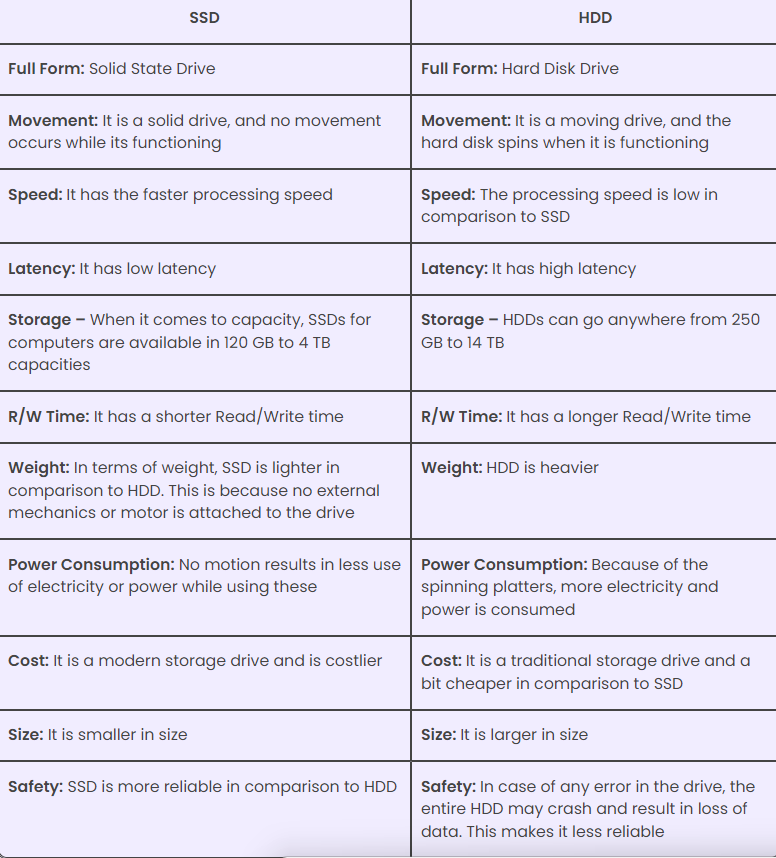 SSD
HDD
Full Form: Solid State Drive
Full Form: Hard Disk Drive
Movement: It is a solid drive, and no movement
occurs while its functioning
Movement: It is a moving drive, and the
hard disk spins when it is functioning
Speed: It has the faster processing speed
Speed: The processing speed is low in
comparison to SSD
Latency: It has low latency
Latency: It has high latency
Storage – When it comes to capacity, SSDs for
computers are available in 120 GB to 4 TB
capacities
Storage – HDDs can go anywhere from 250
GB to 14 TB
R/W Time: It has a shorter Read/Write time
R/W Time: It has a longer Read/Write time
Weight: In terms of weight, SSD is lighter in
comparison to HDD. This is because no external
mechanics or motor is attached to the drive
Weight: HDD is heavier
Power Consumption: No motion results in less use
of electricity or power while using these
Power Consumption: Because of the
spinning platters, more electricity and
power is consumed
Cost: It is a modern storage drive and is costlier
Cost: It is a traditional storage drive and a
bit cheaper in comparison to SSD
Size: It is smaller in size
Size: It is larger in size
Safety: SSD is more reliable in comparison to HDD
Safety: In case of any error in the drive, the
entire HDD may crash and result in loss of
data. This makes it less reliable